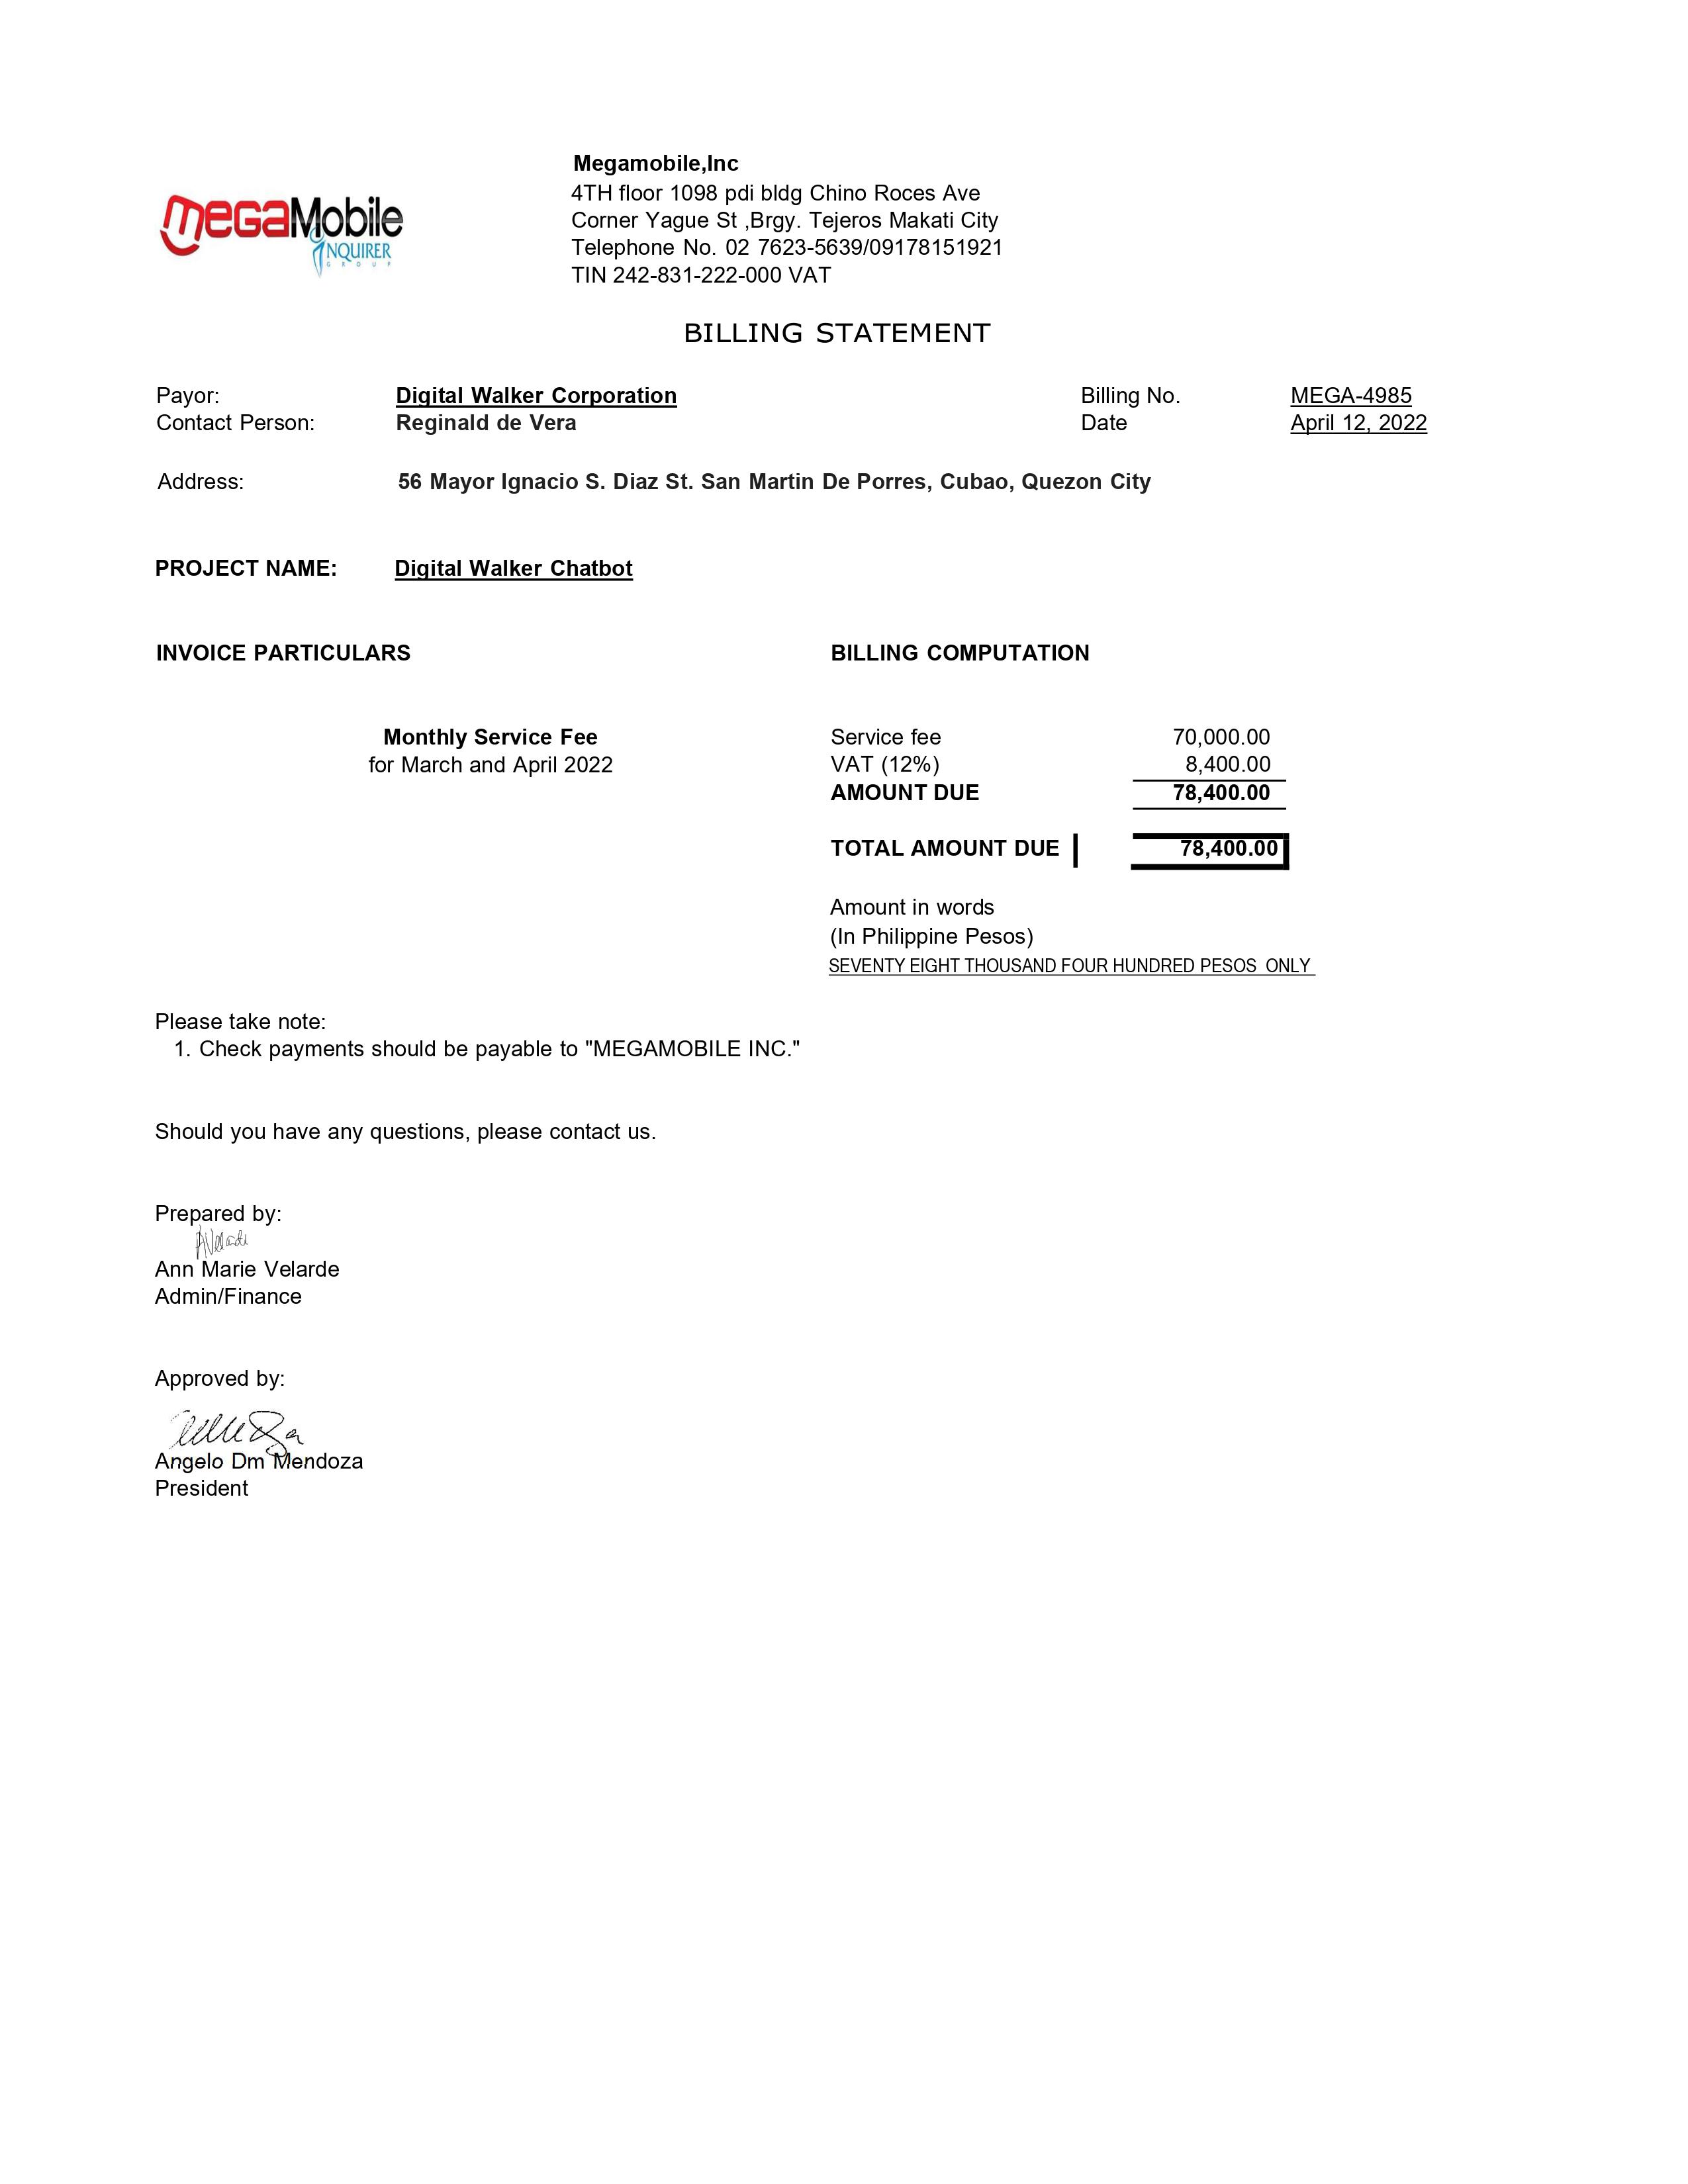 Megamobile,Inc
4TH floor 1098 pdi bldg Chino Roces Ave
Corner Yague St ,Brgy. Tejeros Makati City
Telephone No. 02 7623-5639/09178151921
TIN 242-831-222-000 VAT
megaMobile
INQUIRER
GROUP
BILLING STATEMENT
Payor: Digital Walker Corporation Billing No. MEGA-4985
Contact Person: Reginald de Vera Date April 12, 2022
Address: 56 Mayor Ignacio S. Diaz St. San Martin De Porres, Cubao, Quezon City
PROJECT NAME: Digital Walker Chatbot
INVOICE PARTICULARS BILLING COMPUTATION
Monthly Service Fee Service fee 70,000.00
for March and April 2022 VAT (12%) 8,400.00
AMOUNT DUE 78,400.00
TOTAL AMOUNT DUE 78,400.00
Amount in words
(In Philippine Pesos)
SEVENTY EIGHT THOUSAND FOUR HUNDRED PESOS ONLY
Please take note:
1. Check payments should be payable to "MEGAMOBILE INC."
Should you have any questions, please contact us.
Prepared by:
AVelarde
Ann Marie Velarde
Admin/Finance
Approved by:
Angelo Dm Mendoza
President